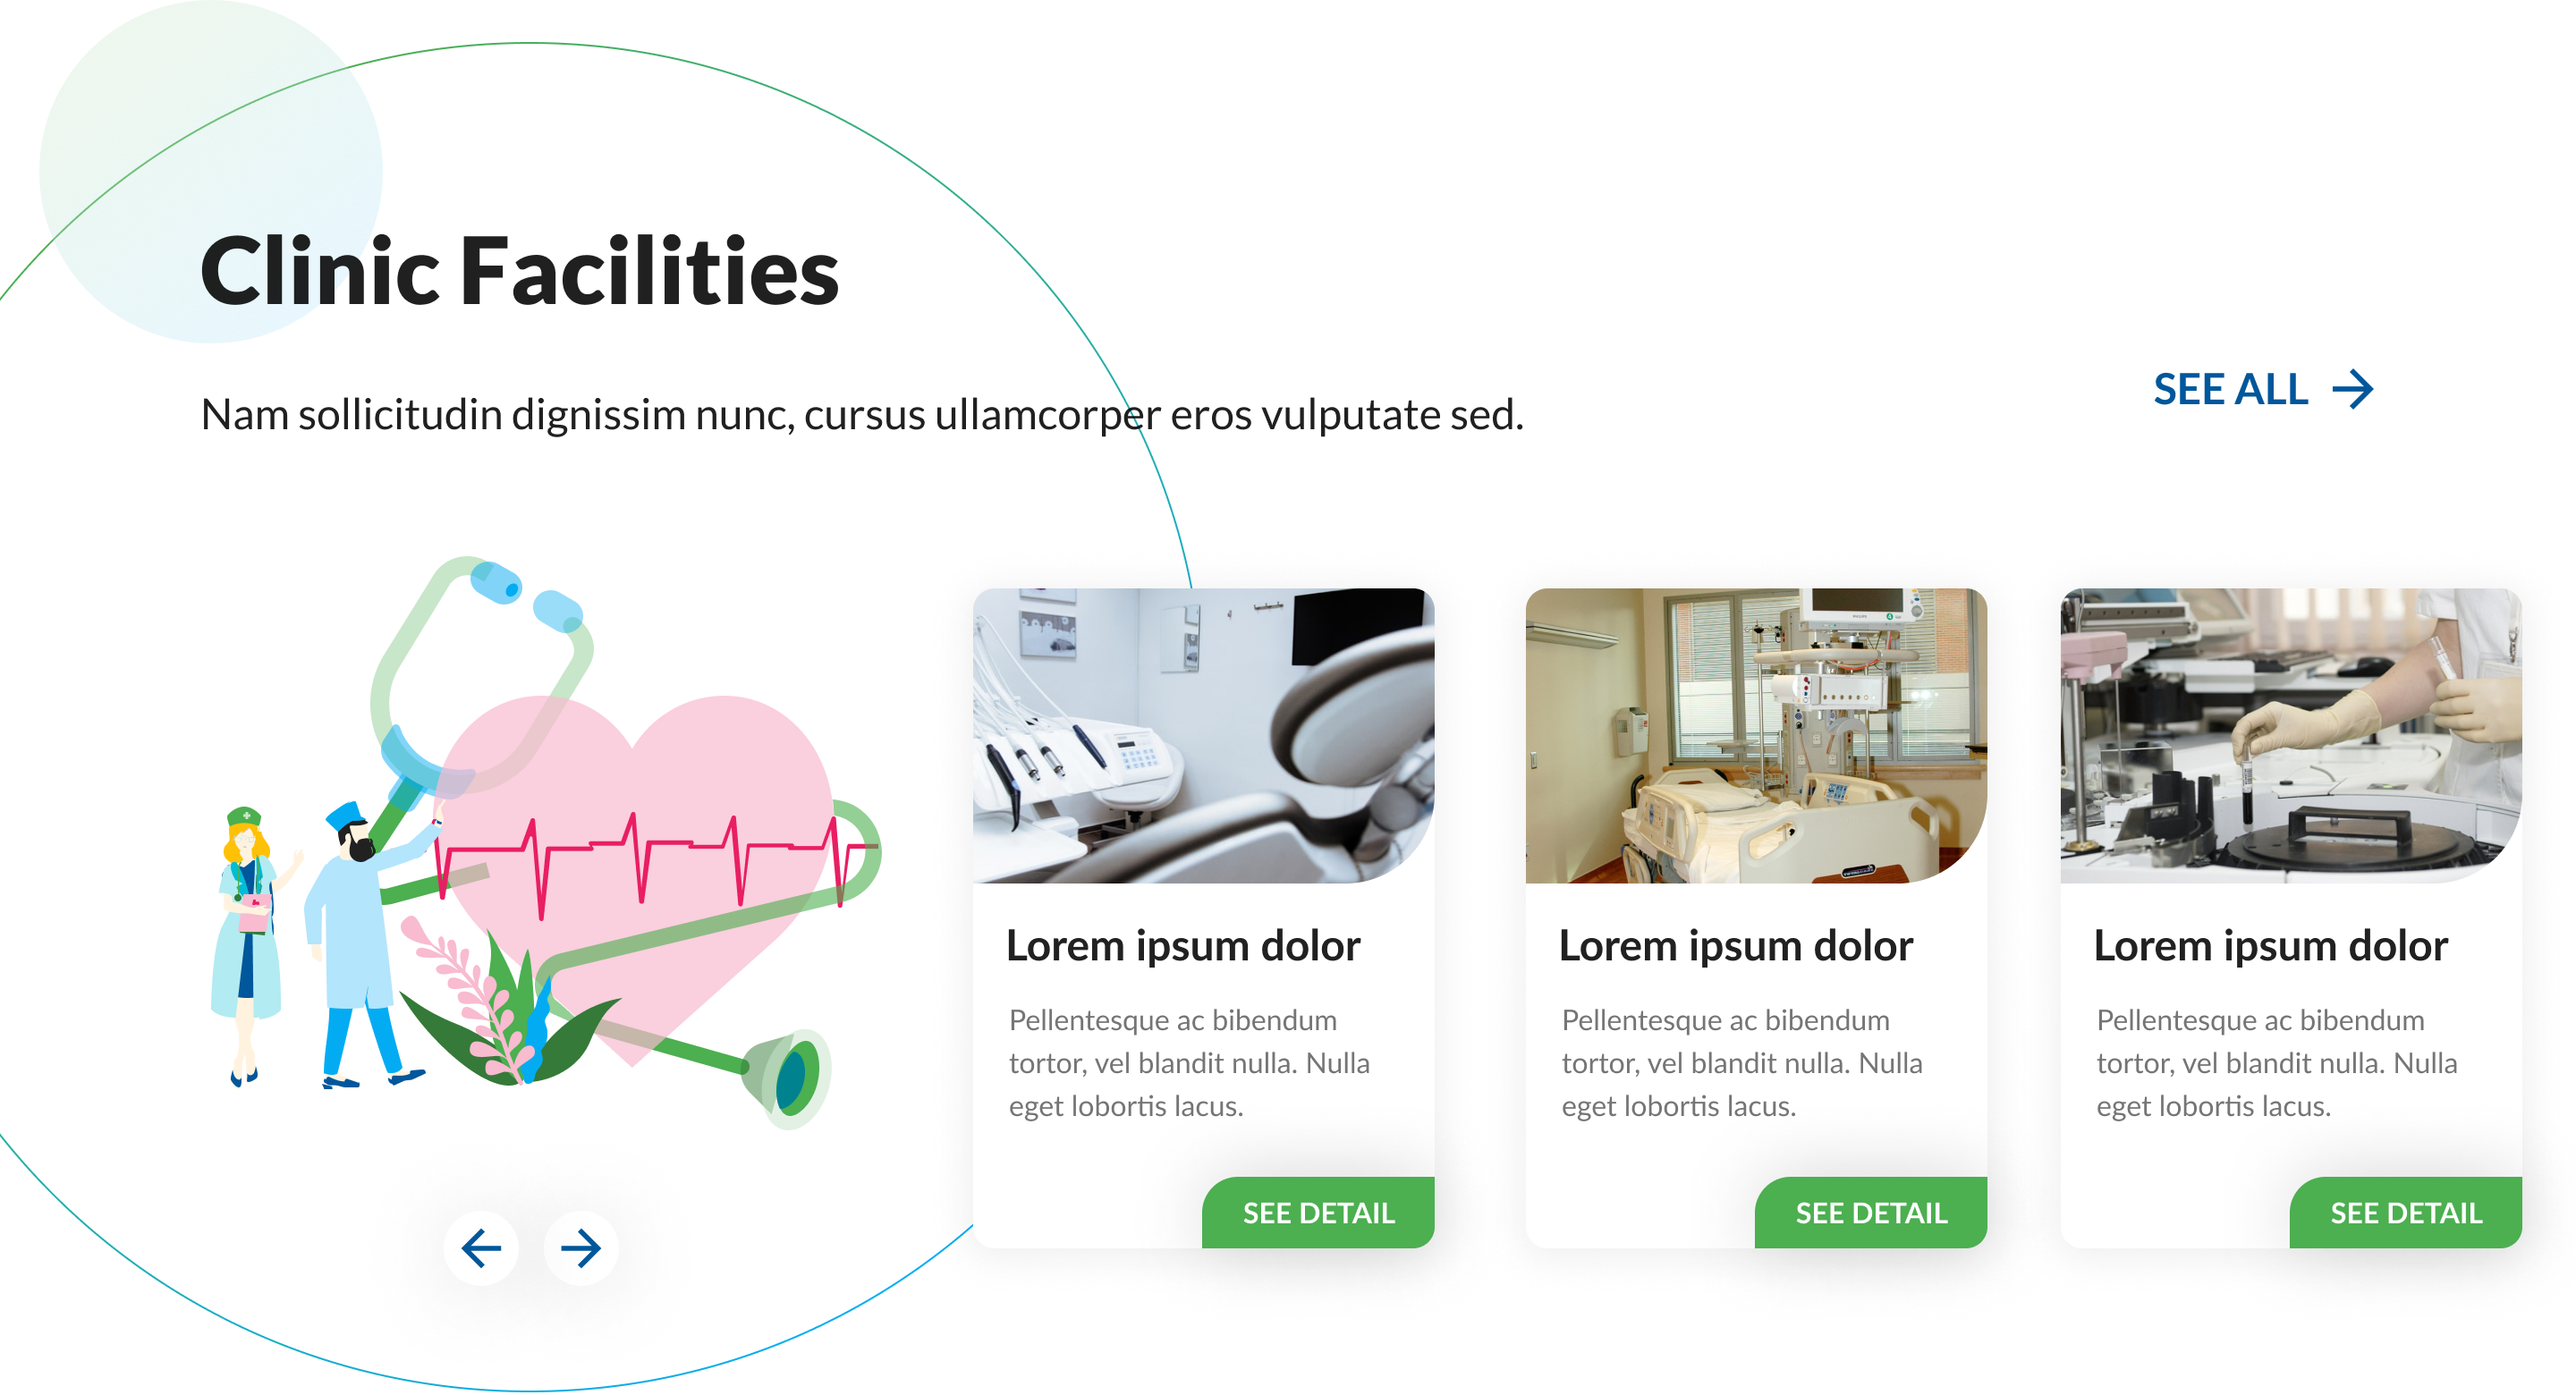 Clinic Facilities
Nam sollicitudin dignissim nunc, cursus ullamcorper eros vulputate sed.
SEE ALL
Lorem ipsum dolor
Pellentesque ac bibendum
tortor, vel blandit nulla. Nulla
eget lobortis lacus.
SEE DETAIL
Lorem ipsum dolor
Pellentesque ac bibendum
tortor, vel blandit nulla. Nulla
eget lobortis lacus.
SEE DETAIL
Lorem ipsum dolor
Pellentesque ac bibendum
tortor, vel blandit nulla. Nulla
eget lobortis lacus.
SEE DETAIL